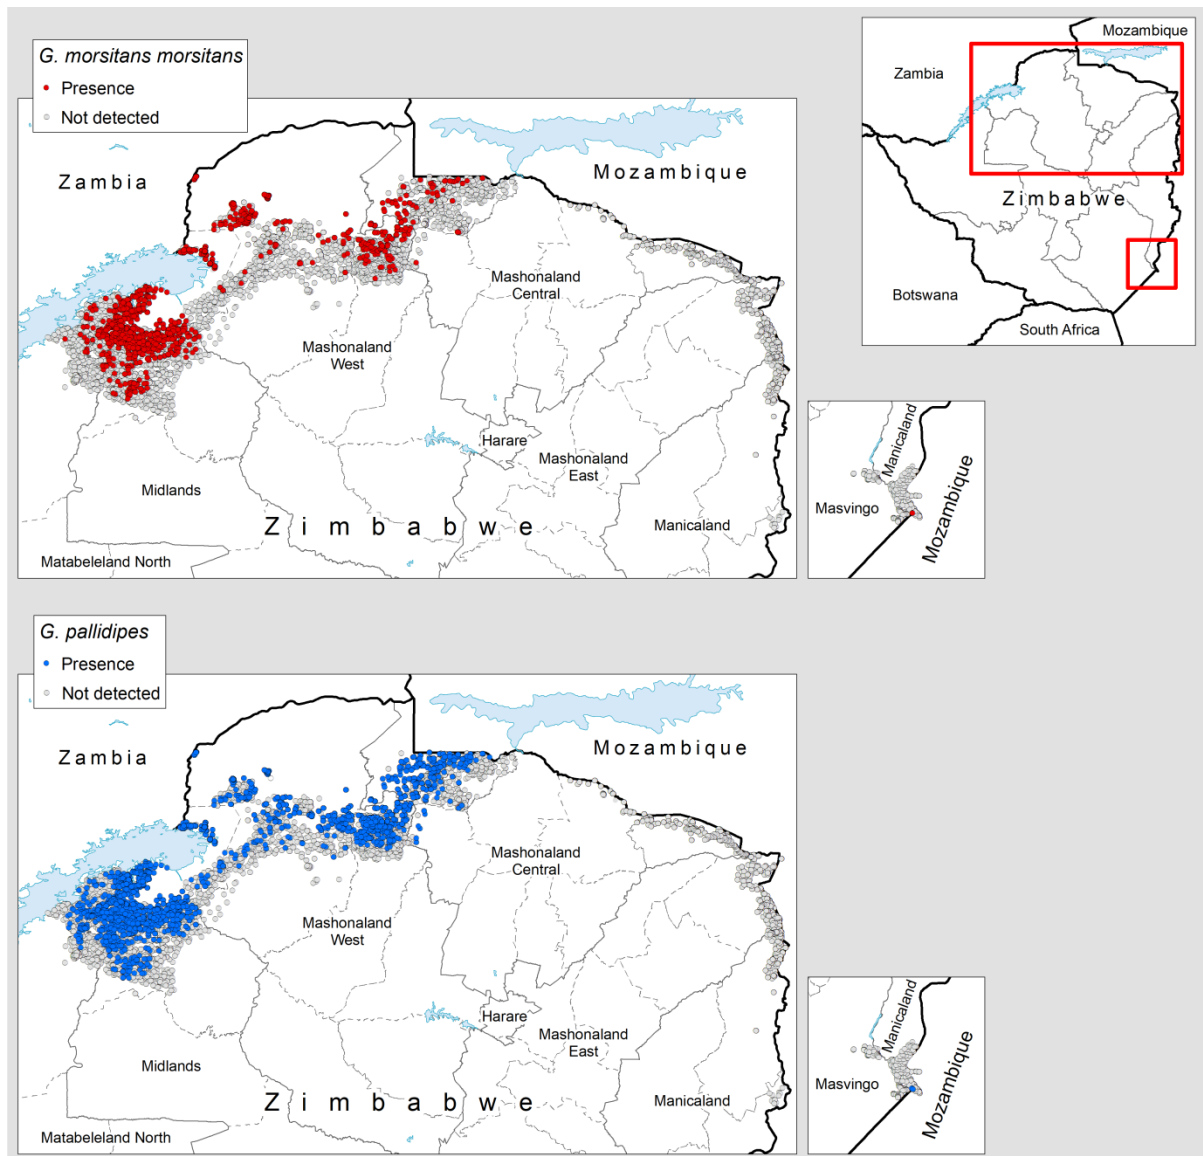 G. morsitans morsitans
Presence
Not detected
Zambia
Mozambique
Mashonaland
Central
Mashonaland
West
Harare
Mashonaland
East
Midlands
Zimbabwe
Manicaland
Matabeleland North
Mozambique
Zambia
Zimbabwe
Botswana
South Africa
Manicaland
Masvingo
Mozambique
G. pallidipes
Presence
Not detected
Zambia
Mozambique
Mashonaland
Central
Mashonaland
West
Harare
Mashonaland
East
Midlands
Zimbabwe
Manicaland
Matabeleland North
Manicaland
Masvingo
Mozambique